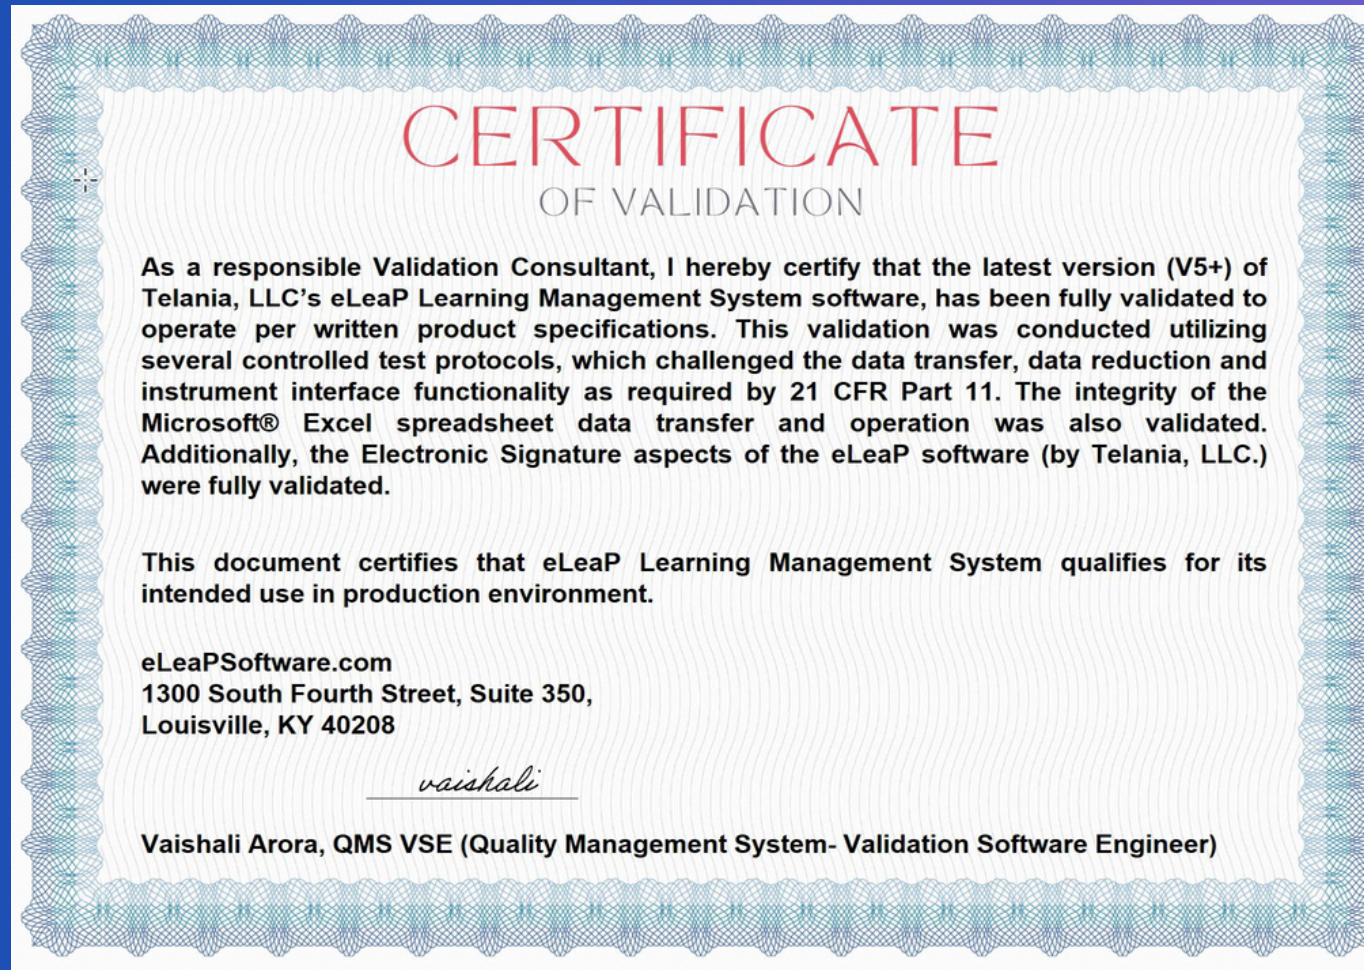 CERTIFICATE
OF VALIDATION
As a responsible Validation Consultant, I hereby certify that the latest version (V5+) of
Telania, LLC’s eLeaP Learning Management System software, has been fully validated to
operate per written product specifications. This validation was conducted utilizing
several controlled test protocols, which challenged the data transfer, data reduction and
instrument interface functionality as required by 21 CFR Part 11. The integrity of the
Microsoft® Excel spreadsheet data transfer and operation was also validated.
Additionally, the Electronic Signature aspects of the eLeaP software (by Telania, LLC.)
were fully validated.
This document certifies that eLeaP Learning Management System qualifies for its
intended use in production environment.
eLeaPSoftware.com
1300 South Fourth Street, Suite 350,
Louisville, KY 40208
vaishali
Vaishali Arora, QMS VSE (Quality Management System- Validation Software Engineer)